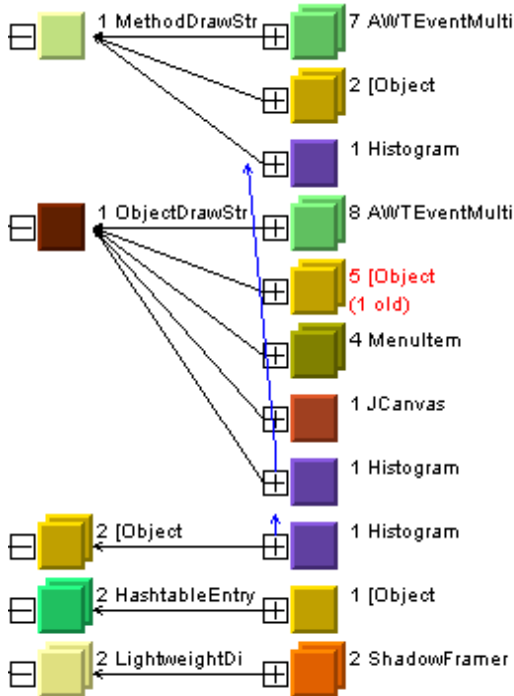 1 MethodDrawStr
7 AWTEventMulti
2 [Object
1 Histogram
1 ObjectDrawStr
8 AWTEventMulti
5 [Object
(1 old)
4 MenuItem
1 JCanvas
1 Histogram
2 [Object
1 Histogram
2 HashtableEntry
1 [Object
2 LightweightDi
2 ShadowFramer